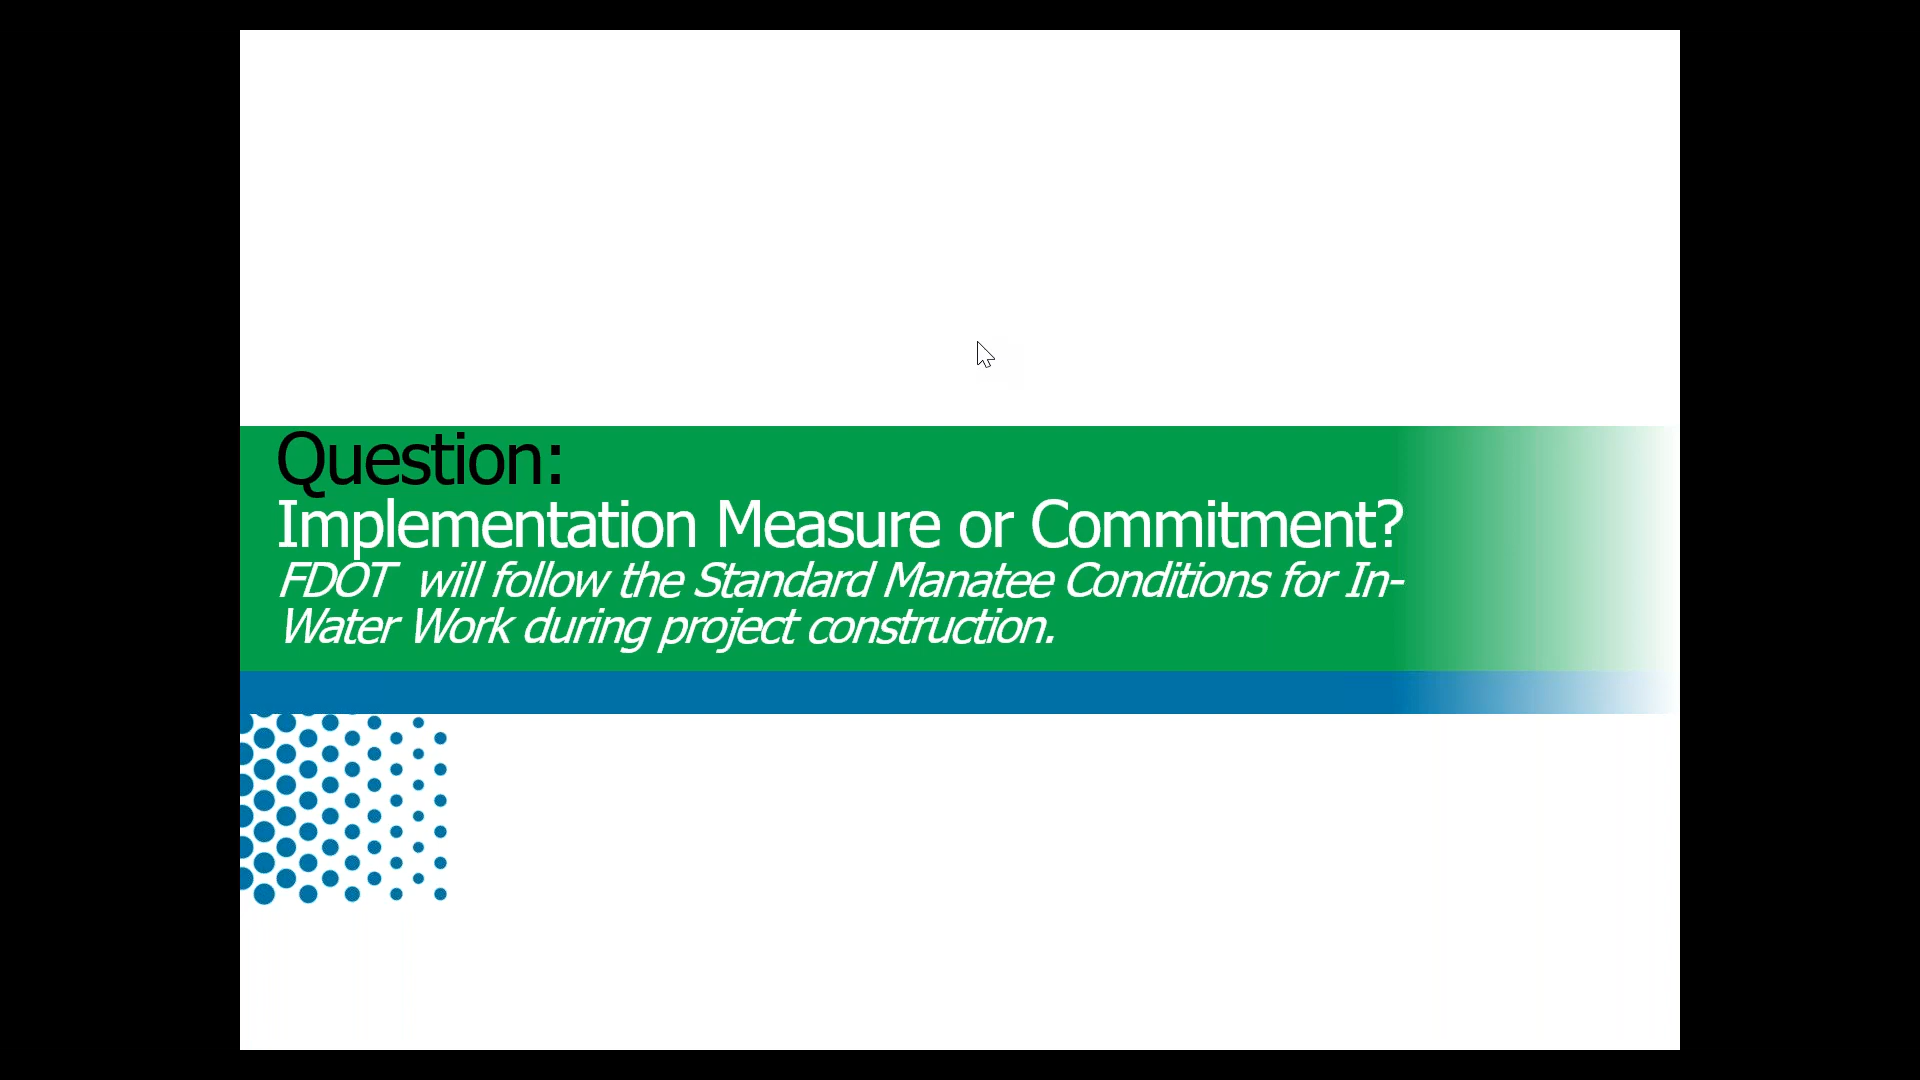 Question:
Implementation Measure or Commitment?
FDOT will follow the Standard Manatee Conditions for In-
Water Work during project construction.